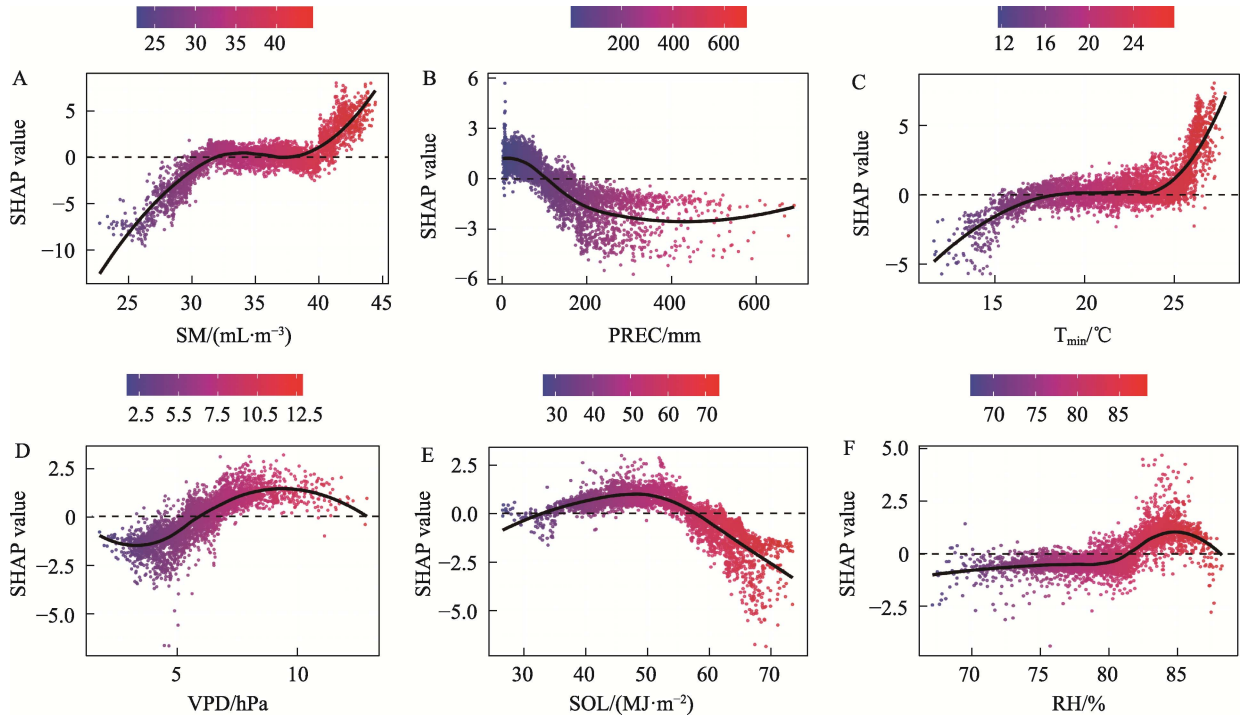 25 30 35 40
200 400 600
12 16 20 24
A
5
0
−5
−10
SHAP value
25 30 35 40 45
SM/(mL·m⁻³)
B
6
3
0
−3
−6
SHAP value
0 200 400 600
PREC/mm
C
5
0
−5
SHAP value
15 20 25
Tmin/℃
2.5 5.5 7.5 10.5 12.5
30 40 50 60 70
70 75 80 85
D
2.5
0
−2.5
−5.0
SHAP value
5 10
VPD/hPa
E
2.5
0.0
−2.5
−5.0
SHAP value
30 40 50 60 70
SOL/(MJ·m⁻²)
F
5.0
2.5
0
−2.5
SHAP value
70 75 80 85
RH/%